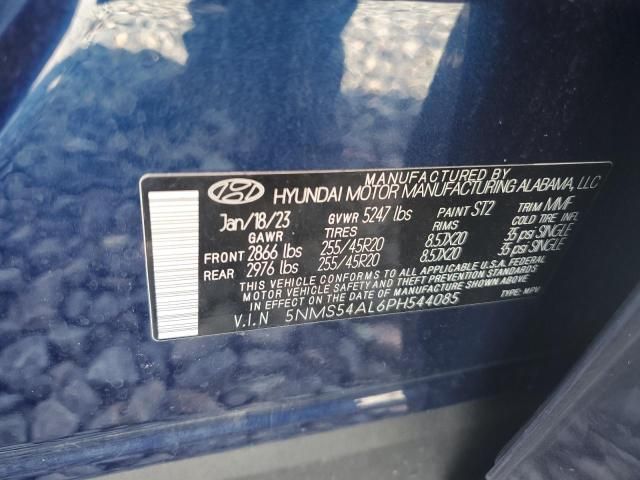 MANUFACTURED BY
HYUNDAI MOTOR MANUFACTURING ALABAMA, LLC
Jan/18/23 GVWR 5247 lbs PAINT ST2 TRIM MMF
GAWR TIRES RIMS COLD TIRE INFL.
FRONT 2866 lbs 255/45R20 8.5JX20 35 psi SINGLE
REAR 2976 lbs 255/45R20 8.5JX20 35 psi SINGLE
THIS VEHICLE CONFORMS TO ALL APPLICABLE U.S.A. FEDERAL
MOTOR VEHICLE SAFETY AND THEFT PREVENTION STANDARDS
IN EFFECT ON THE DATE OF MANUFACTURE SHOWN ABOVE.
V.I.N 5NMS54AL6PH544085 TYPE: MPV